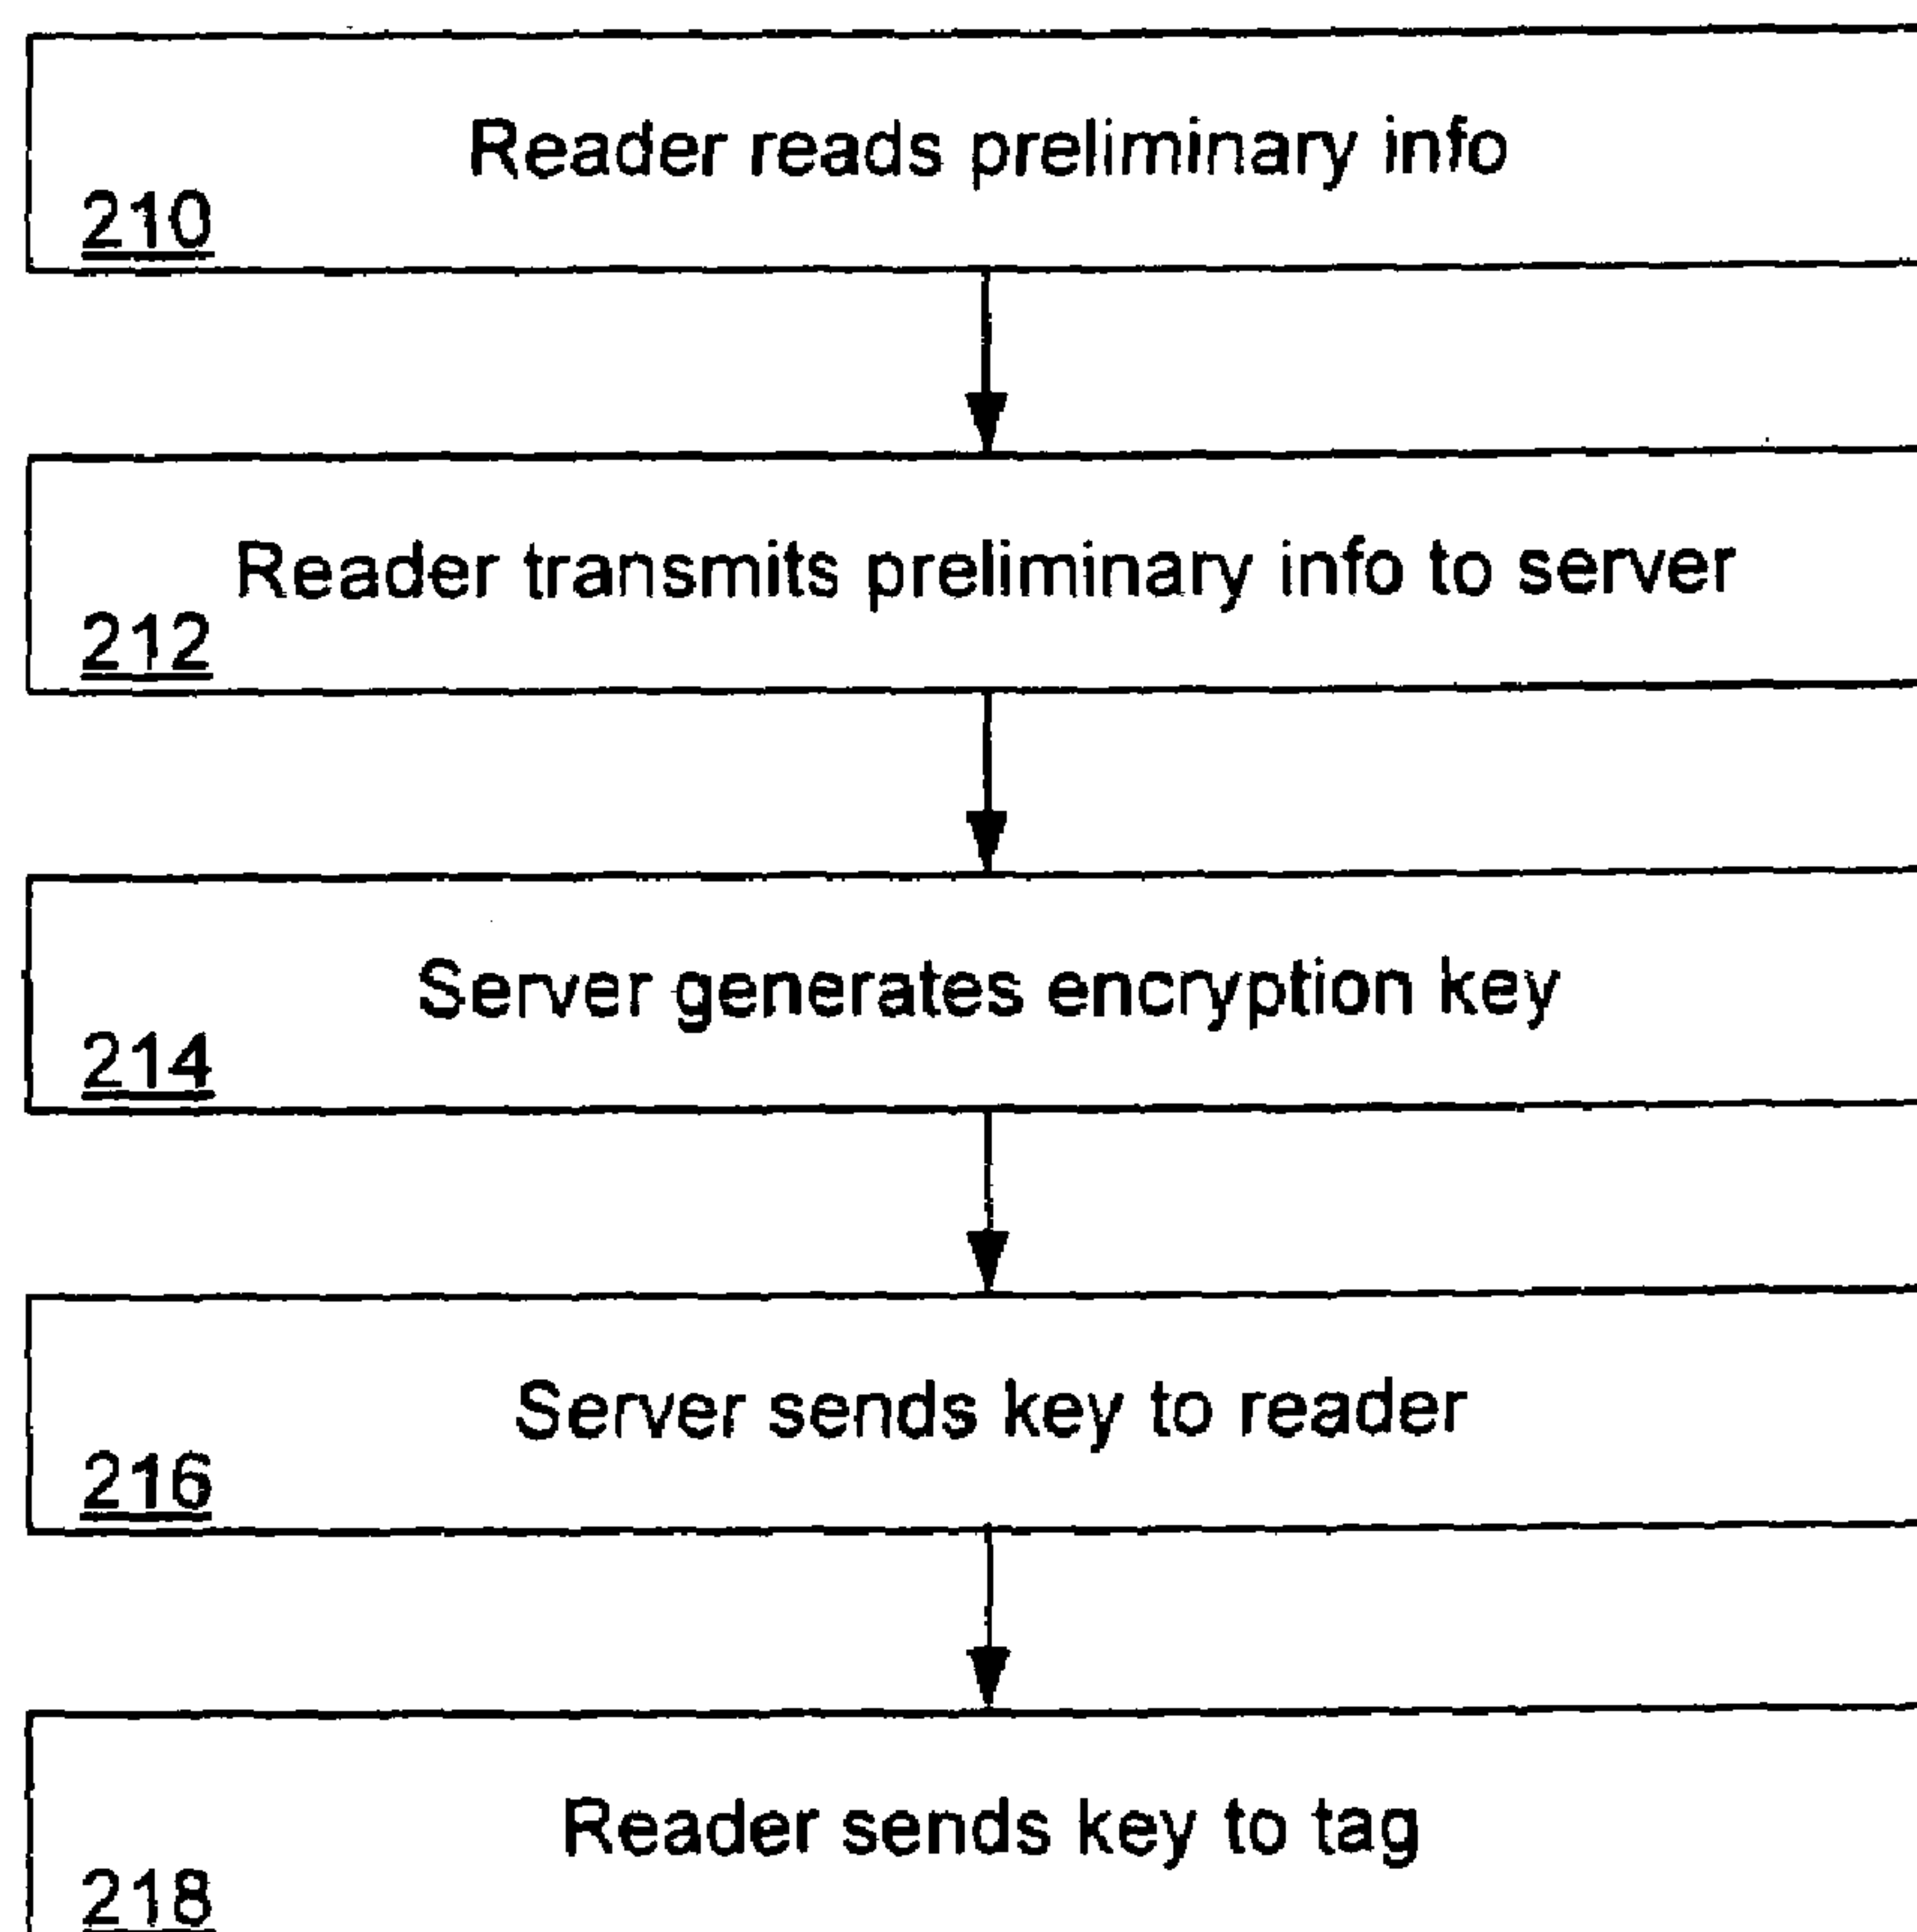 Reader reads preliminary info
210
Reader transmits preliminary info to server
212
Server generates encryption key
214
Server sends key to reader
216
Reader sends key to tag
218